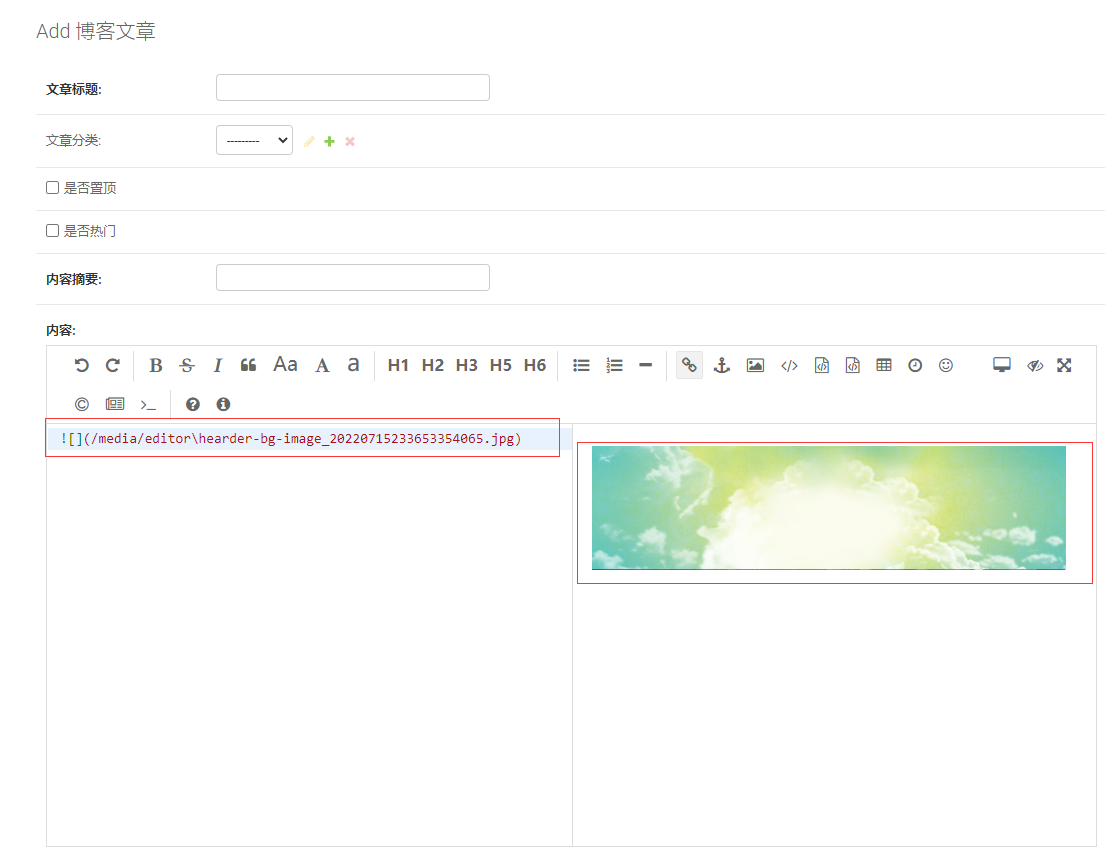 Add 博客文章
文章标题:
文章分类: ---------
是否置顶
是否热门
内容摘要:
内容:
B S I Aa A a H1 H2 H3 H5 H6
![](/media/editor\hearder-bg-image_20220715233653354065.jpg)